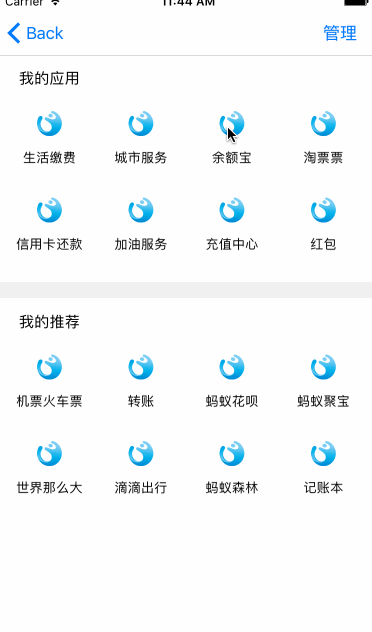 Carrier 11:44 AM
Back 管理
我的应用
生活缴费 城市服务 余额宝 淘票票
信用卡还款 加油服务 充值中心 红包
我的推荐
机票火车票 转账 蚂蚁花呗 蚂蚁聚宝
世界那么大 滴滴出行 蚂蚁森林 记账本